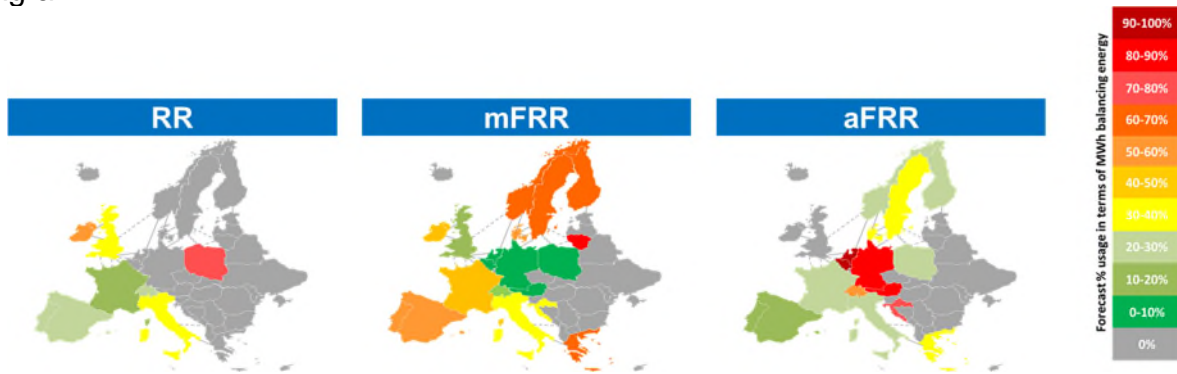 RR
mFRR
aFRR
Forecast % usage in terms of MWh balancing energy
90-100%
80-90%
70-80%
60-70%
50-60%
40-50%
30-40%
20-30%
10-20%
0-10%
0%